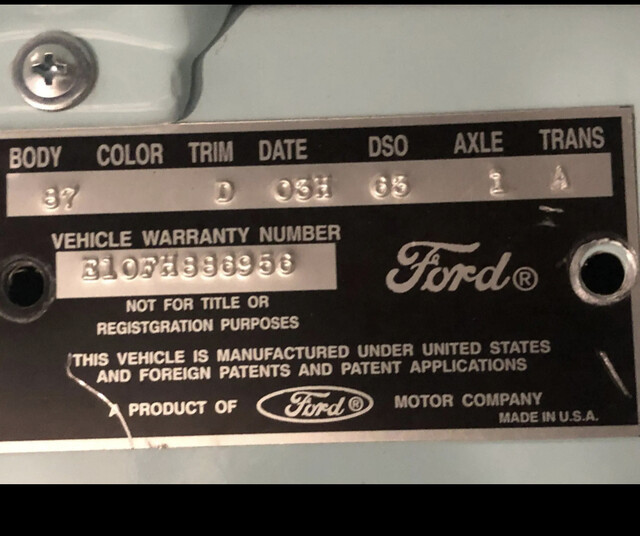 BODY COLOR TRIM DATE DSO AXLE TRANS
87 D 03H 63 1 A
VEHICLE WARRANTY NUMBER
E10FH886956
Ford®
NOT FOR TITLE OR
REGISTGRATION PURPOSES
THIS VEHICLE IS MANUFACTURED UNDER UNITED STATES
AND FOREIGN PATENTS AND PATENT APPLICATIONS
A PRODUCT OF Ford® MOTOR COMPANY
MADE IN U.S.A.